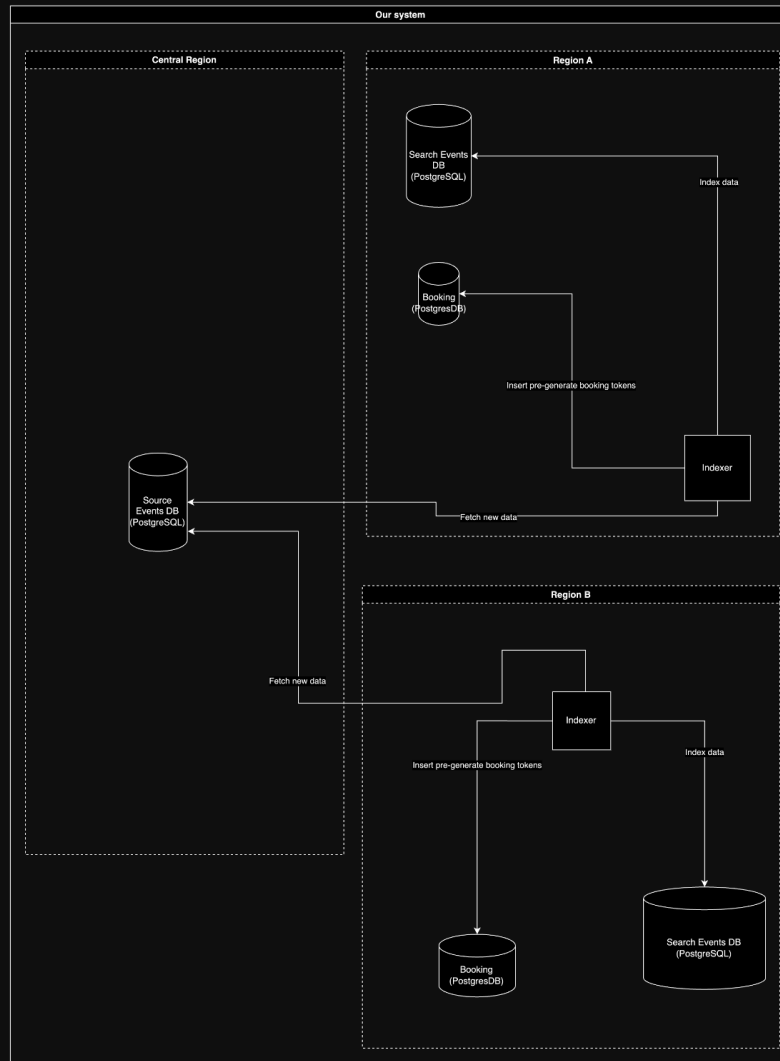 Our system
Central Region
Region A
Search Events
DB
(PostgreSQL)
Index data
Booking
(PostgresDB)
Insert pre-generate booking tokens
Indexer
Source
Events DB
(PostgreSQL)
Fetch new data
Region B
Fetch new data
Indexer
Insert pre-generate booking tokens
Index data
Search Events DB
(PostgreSQL)
Booking
(PostgresDB)